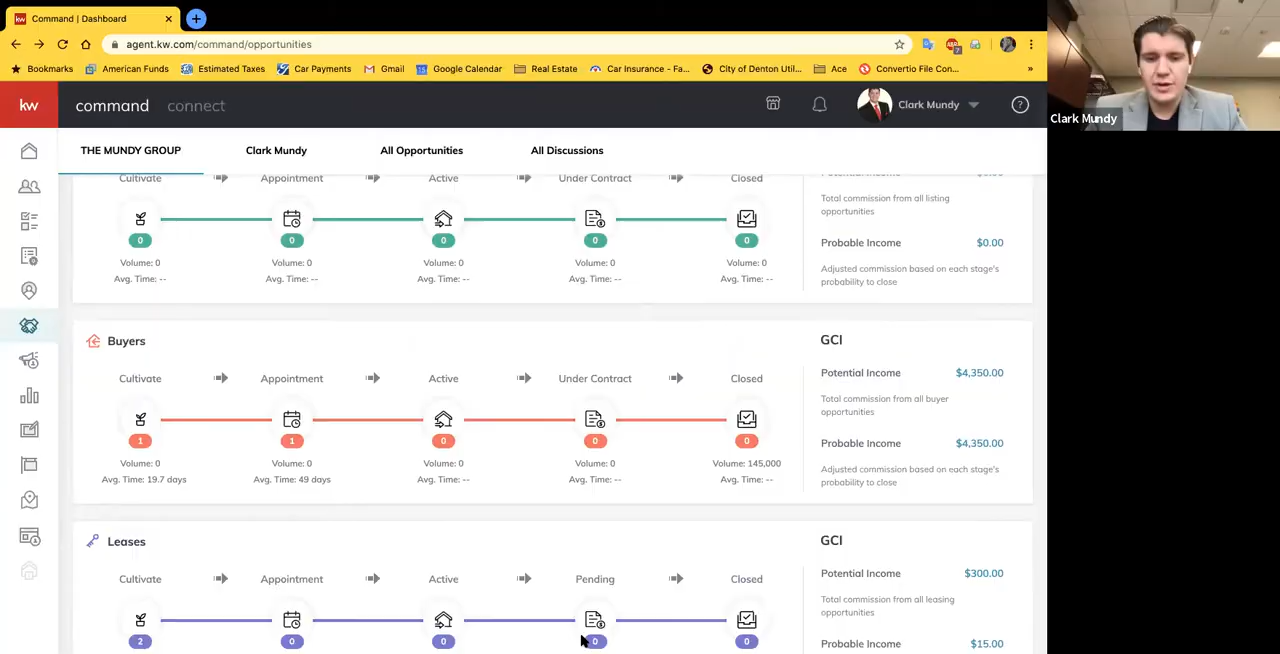 kw Command | Dashboard
agent.kw.com/command/opportunities
Bookmarks American Funds Estimated Taxes Car Payments Gmail Google Calendar Real Estate Car Insurance - Fa... City of Denton Util... Ace Convertio File Con... »
kw command connect Clark Mundy ?
Clark Mundy
THE MUNDY GROUP Clark Mundy All Opportunities All Discussions
Cultivate Appointment Active Under Contract Closed
Total commission from all listing
opportunities
0 0 0 0 0
Probable Income $0.00
Volume: 0 Volume: 0 Volume: 0 Volume: 0 Volume: 0
Avg. Time: -- Avg. Time: -- Avg. Time: -- Avg. Time: -- Avg. Time: --
Adjusted commission based on each stage's
probability to close
Buyers
GCI
Cultivate Appointment Active Under Contract Closed
Potential Income $4,350.00
Total commission from all buyer
opportunities
1 1 0 0 0
Probable Income $4,350.00
Volume: 0 Volume: 0 Volume: 0 Volume: 0 Volume: 145,000
Avg. Time: 19.7 days Avg. Time: 49 days Avg. Time: -- Avg. Time: -- Avg. Time: --
Adjusted commission based on each stage's
probability to close
Leases
GCI
Cultivate Appointment Active Pending Closed
Potential Income $300.00
Total commission from all leasing
opportunities
2 0 0 0 0
Probable Income $15.00